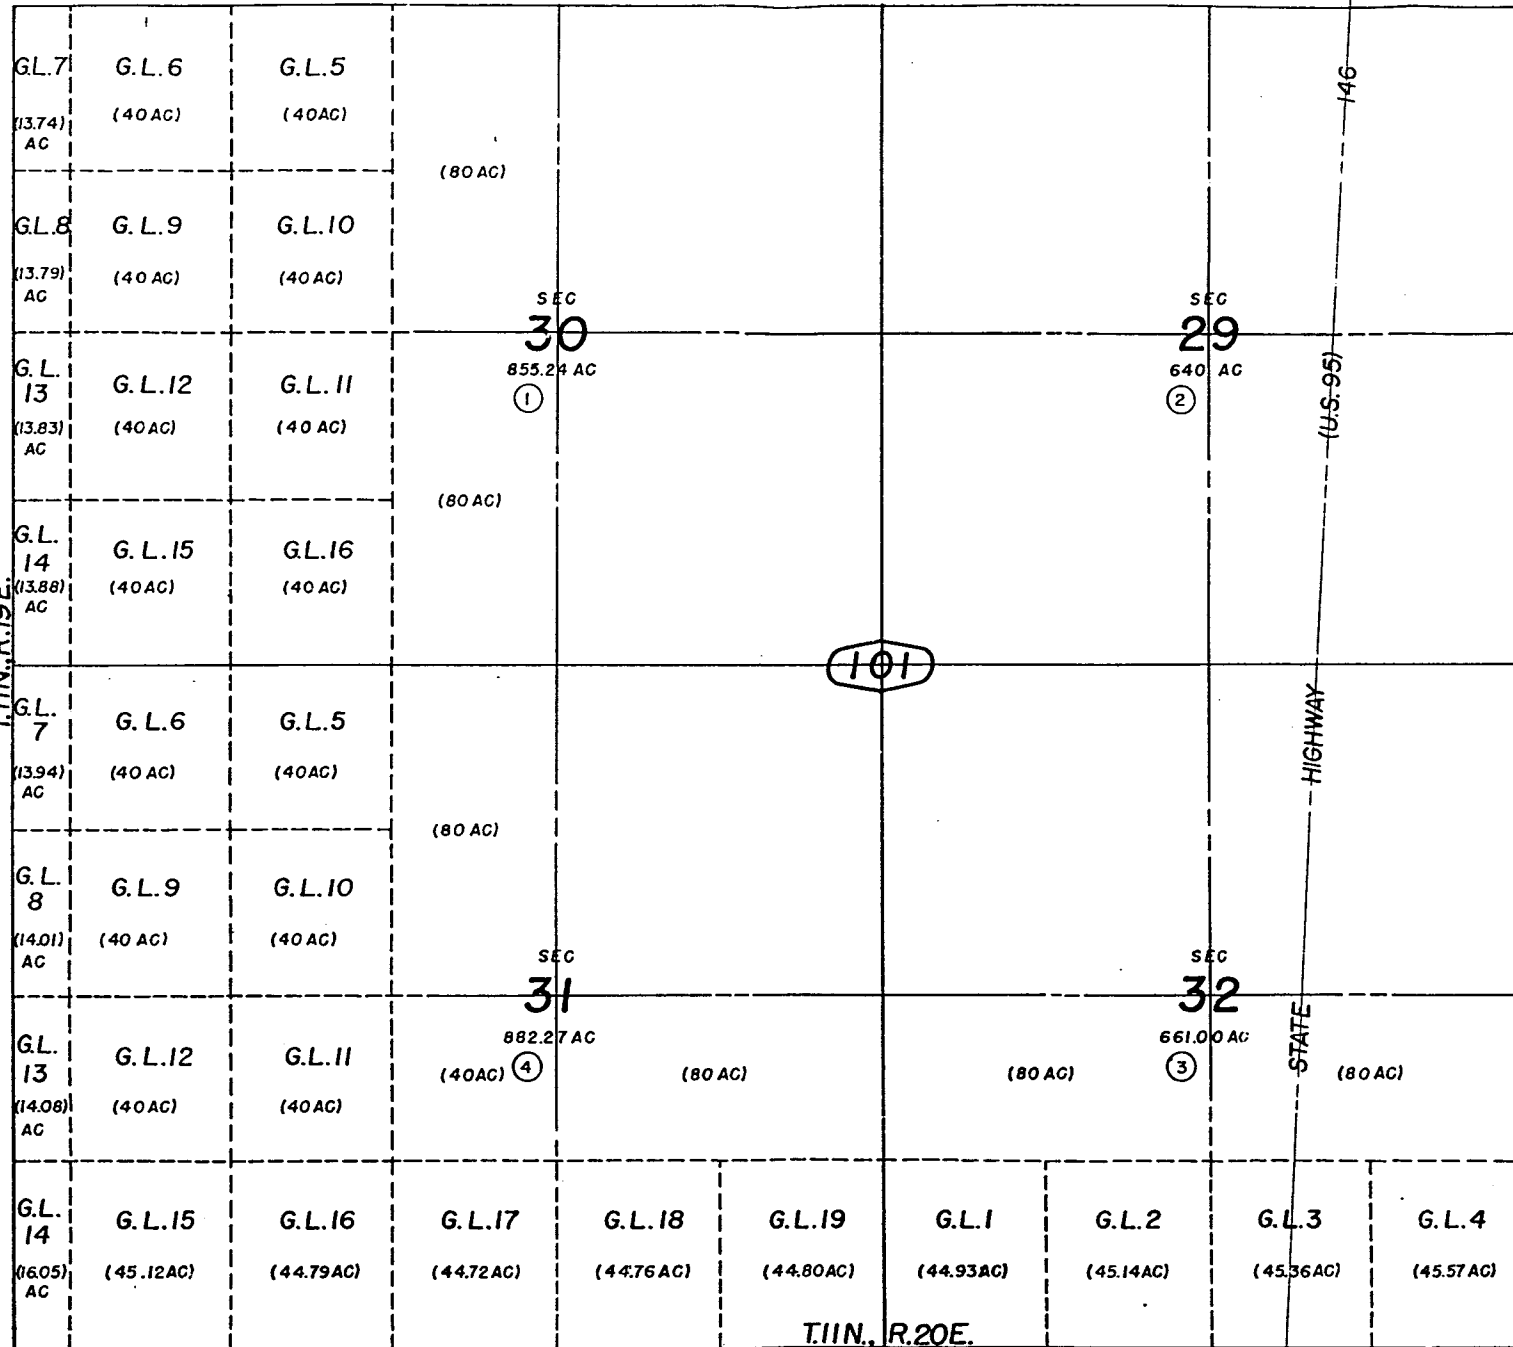 G.L.7 G.L.6 G.L.5
(13.74) AC (40 AC) (40AC)
(80 AC)
146
G.L.8 G.L.9 G.L.10
(13.79) AC (40 AC) (40 AC)
SEC 30
855.24 AC
1
SEC 29
640 AC
2
(U.S. 95)
G.L. 13 G.L.12 G.L.11
(13.83) AC (40 AC) (40 AC)
(80 AC)
G.L. 14 G.L.15 G.L.16
(13.88) AC (40 AC) (40 AC)
T.11N., R.19E.
101
G.L. 7 G.L.6 G.L.5
(13.94) AC (40 AC) (40AC)
HIGHWAY
(80 AC)
G.L. 8 G.L.9 G.L.10
(14.01) AC (40 AC) (40 AC)
SEC 31
882.27 AC
4
SEC 32
661.00 AC
3
STATE
G.L. 13 G.L.12 G.L.11
(14.08) AC (40 AC) (40 AC)
(40AC) (80 AC) (80 AC) (80 AC)
G.L. 14 G.L.15 G.L.16 G.L.17 G.L.18 G.L.19 G.L.1 G.L.2 G.L.3 G.L.4
(16.05) AC (45.12AC) (44.79AC) (44.72AC) (44.76AC) (44.80AC) (44.93AC) (45.14AC) (45.36AC) (45.57AC)
T.11N., R.20E.